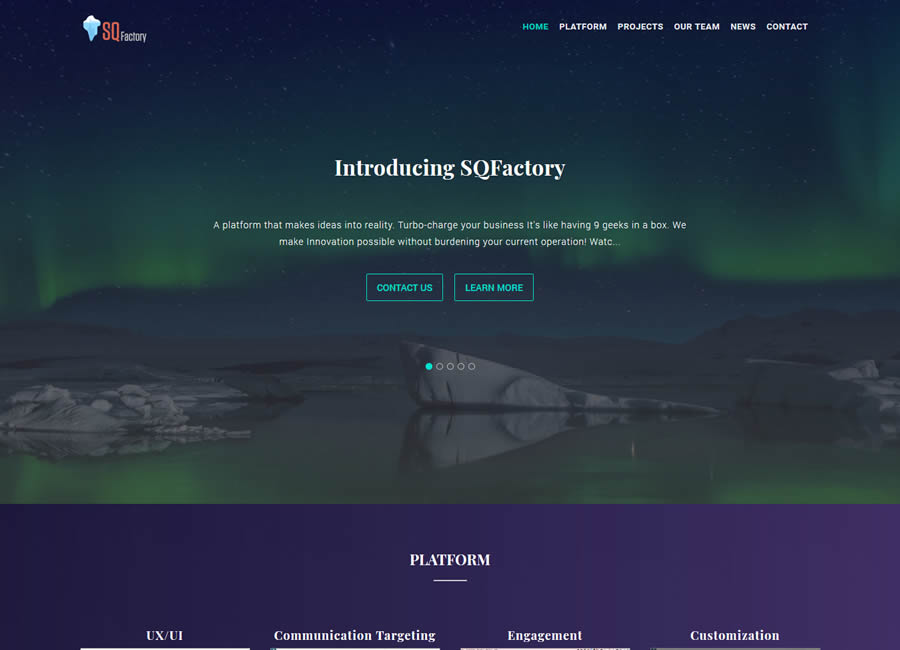 SQ Factory
HOME PLATFORM PROJECTS OUR TEAM NEWS CONTACT
Introducing SQFactory
A platform that makes ideas into reality. Turbo-charge your business It's like having 9 geeks in a box. We
make Innovation possible without burdening your current operation! Watc...
CONTACT US LEARN MORE
PLATFORM
UX/UI Communication Targeting Engagement Customization